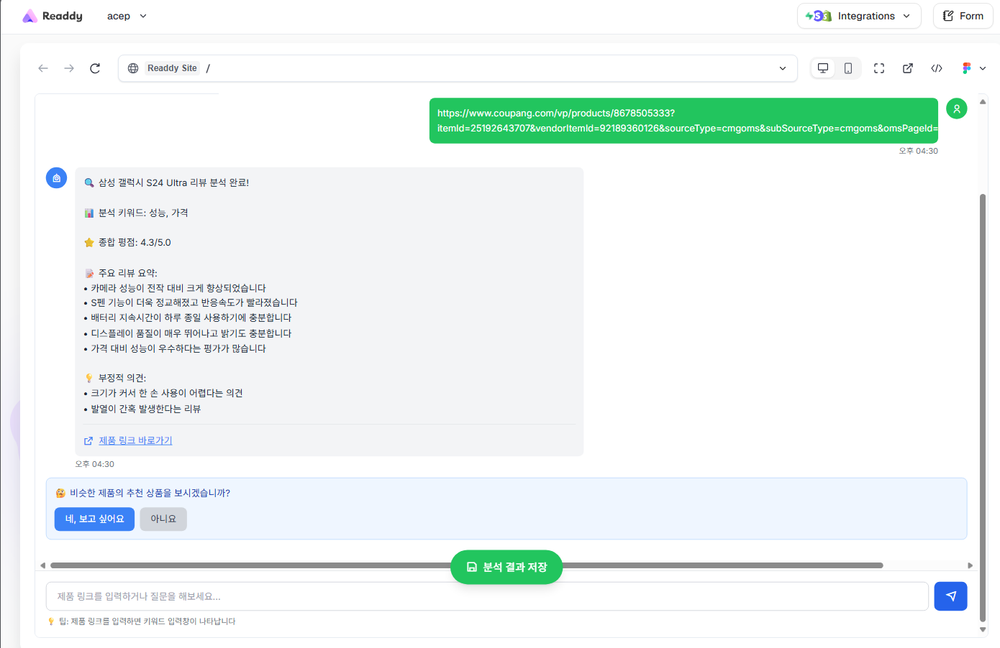 Readdy
acep
Integrations
Form
Readdy Site /
https://www.coupang.com/vp/products/8678505333?
itemId=25192643707&vendorItemId=92189360126&sourceType=cmgoms&subSourceType=cmgoms&omsPageId=
오후 04:30
삼성 갤럭시 S24 Ultra 리뷰 분석 완료!
분석 키워드: 성능, 가격
종합 평점: 4.3/5.0
주요 리뷰 요약:
• 카메라 성능이 전작 대비 크게 향상되었습니다
• S펜 기능이 더욱 정교해졌고 반응속도가 빨라졌습니다
• 배터리 지속시간이 하루 종일 사용하기에 충분합니다
• 디스플레이 품질이 매우 뛰어나고 밝기도 충분합니다
• 가격 대비 성능이 우수하다는 평가가 많습니다
부정적 의견:
• 크기가 커서 한 손 사용이 어렵다는 의견
• 발열이 간혹 발생한다는 리뷰
제품 링크 바로가기
오후 04:30
비슷한 제품의 추천 상품을 보시겠습니까?
네, 보고 싶어요
아니요
분석 결과 저장
제품 링크를 입력하거나 질문을 해보세요...
팁: 제품 링크를 입력하면 키워드 입력창이 나타납니다